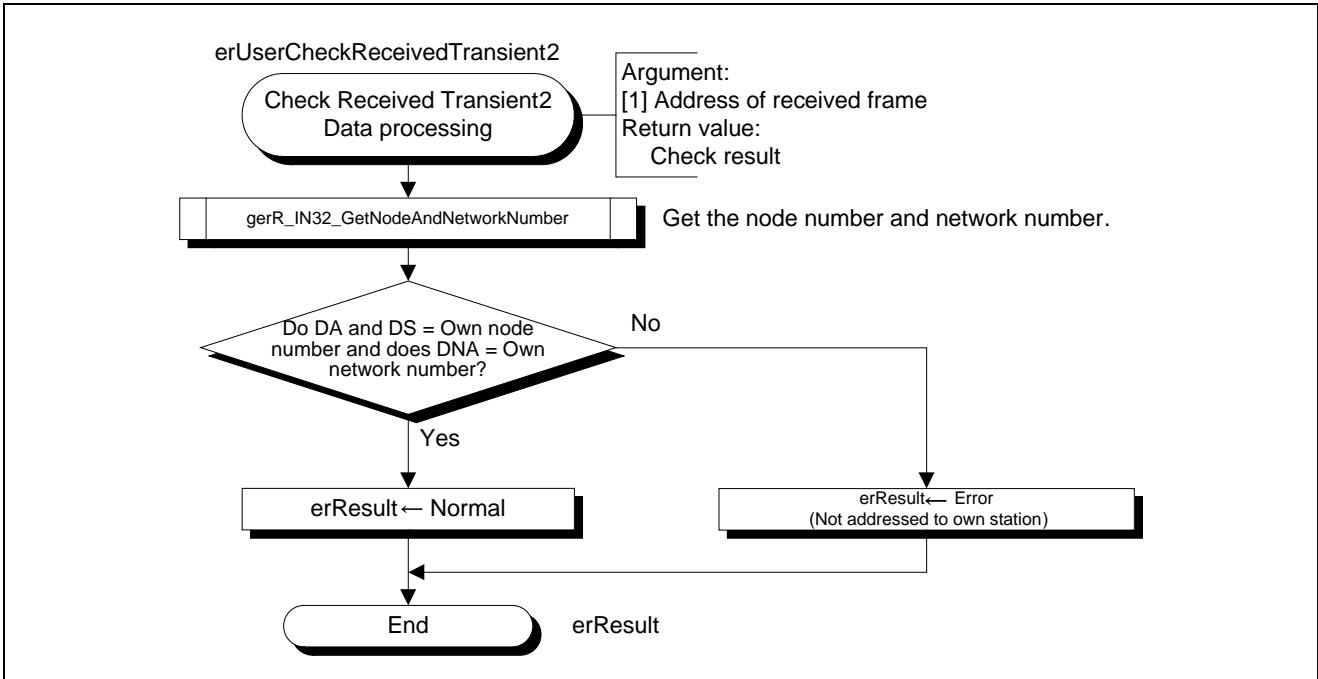 erUserCheckReceivedTransient2
Check Received Transient2
Data processing
Argument:
[1] Address of received frame
Return value:
Check result
gerR_IN32_GetNodeAndNetworkNumber
Get the node number and network number.
Do DA and DS = Own node
number and does DNA = Own
network number?
No
Yes
erResult← Normal
erResult← Error
(Not addressed to own station)
End
erResult